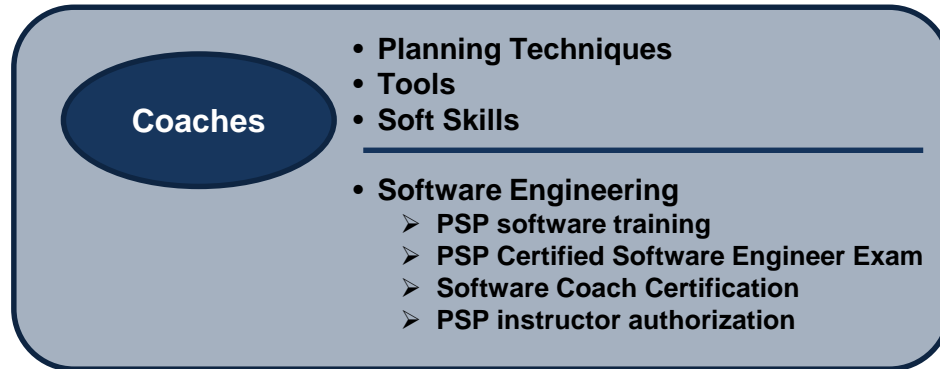 Coaches
• Planning Techniques
• Tools
• Soft Skills
• Software Engineering
➢ PSP software training
➢ PSP Certified Software Engineer Exam
➢ Software Coach Certification
➢ PSP instructor authorization